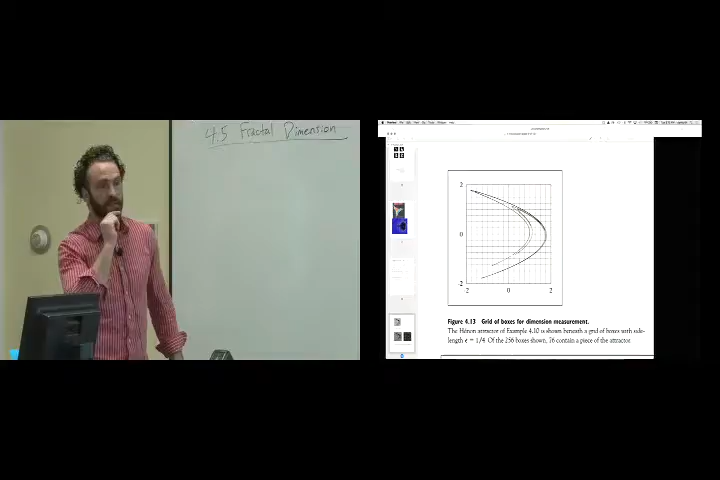 4.5 Fractal Dimension
2
0
-2
2
0
2
Figure 4.13 Grid of boxes for dimension measurement.
The Hénon attractor of Example 4.10 is shown beneath a grid of boxes with side-
length ε = 1/4. Of the 256 boxes shown, 76 contain a piece of the attractor